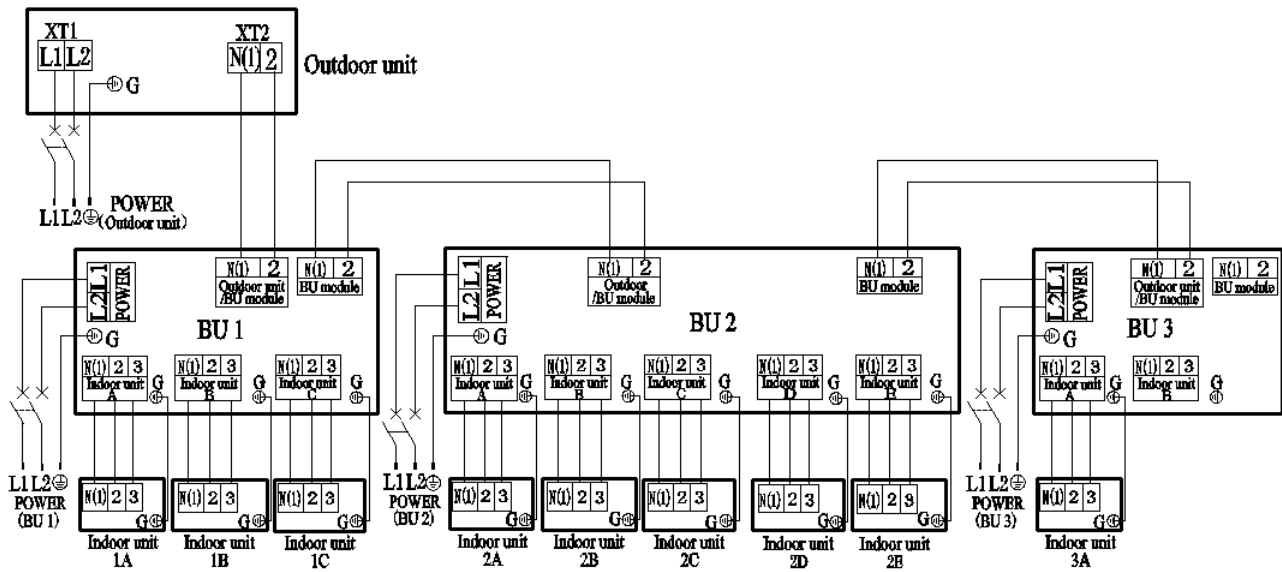 XT1
XT2
L1 L2
N(1) 2
Outdoor unit
G
L1 L2
POWER
(Outdoor unit)
L2 L1
POWER
N(1) 2
Outdoor unit
/BU module
N(1) 2
BU module
BU 1
G
N(1) 2 3
Indoor unit
A
G
N(1) 2 3
Indoor unit
B
G
N(1) 2 3
Indoor unit
C
G
L1 L2
POWER
(BU 1)
N(1) 2 3
G
Indoor unit
1A
N(1) 2 3
G
Indoor unit
1B
N(1) 2 3
G
Indoor unit
1C
L2 L1
POWER
N(1) 2
Outdoor
/BU module
N(1) 2
BU module
BU 2
G
N(1) 2 3
Indoor unit
A
G
N(1) 2 3
Indoor unit
B
G
N(1) 2 3
Indoor unit
C
G
N(1) 2 3
Indoor unit
D
G
N(1) 2 3
Indoor unit
E
G
L1 L2
POWER
(BU 2)
N(1) 2 3
G
Indoor unit
2A
N(1) 2 3
G
Indoor unit
2B
N(1) 2 3
G
Indoor unit
2C
N(1) 2 3
G
Indoor unit
2D
N(1) 2 3
G
Indoor unit
2E
L2 L1
POWER
N(1) 2
Outdoor unit
/BU module
N(1) 2
BU module
BU 3
G
N(1) 2 3
Indoor unit
A
G
N(1) 2 3
Indoor unit
B
G
L1 L2
POWER
(BU 3)
N(1) 2 3
G
Indoor unit
3A